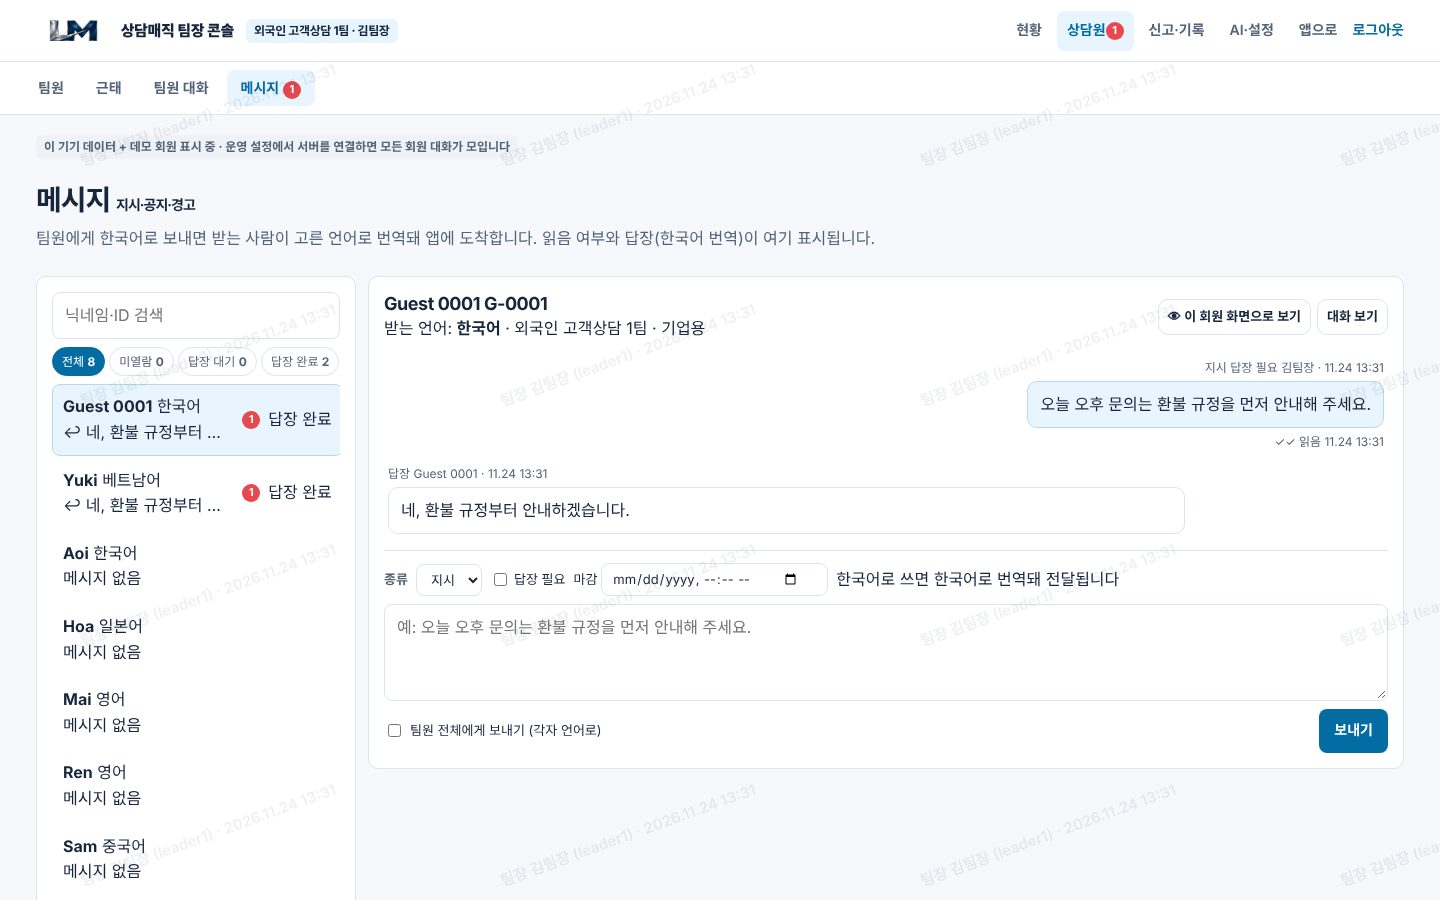 LM 상담매직 팀장 콘솔 외국인 고객상담 1팀 · 김팀장 현황 상담원 1 신고·기록 AI·설정 앱으로 로그아웃
팀원 근태 팀원 대화 메시지 1
이 기기 데이터 + 데모 회원 표시 중 · 운영 설정에서 서버를 연결하면 모든 회원 대화가 모입니다
메시지 지시·공지·경고
팀원에게 한국어로 보내면 받는 사람이 고른 언어로 번역돼 앱에 도착합니다. 읽음 여부와 답장(한국어 번역)이 여기 표시됩니다.
닉네임·ID 검색
전체 8 미열람 0 답장 대기 0 답장 완료 2
Guest 0001 한국어
↩ 네, 환불 규정부터 ...
1 답장 완료
Yuki 베트남어
↩ 네, 환불 규정부터 ...
1 답장 완료
Aoi 한국어
메시지 없음
Hoa 일본어
메시지 없음
Mai 영어
메시지 없음
Ren 영어
메시지 없음
Sam 중국어
메시지 없음
Guest 0001 G-0001
받는 언어: 한국어 · 외국인 고객상담 1팀 · 기업용
이 회원 화면으로 보기 대화 보기
지시 답장 필요 김팀장 · 11.24 13:31
오늘 오후 문의는 환불 규정을 먼저 안내해 주세요.
✓✓ 읽음 11.24 13:31
답장 Guest 0001 · 11.24 13:31
네, 환불 규정부터 안내하겠습니다.
종류 지시 답장 필요 마감 mm/dd/yyyy, --:-- -- 한국어로 쓰면 한국어로 번역돼 전달됩니다
예: 오늘 오후 문의는 환불 규정을 먼저 안내해 주세요.
팀원 전체에게 보내기 (각자 언어로) 보내기
팀장 김팀장 (leader1) · 2026.11.24 13:31